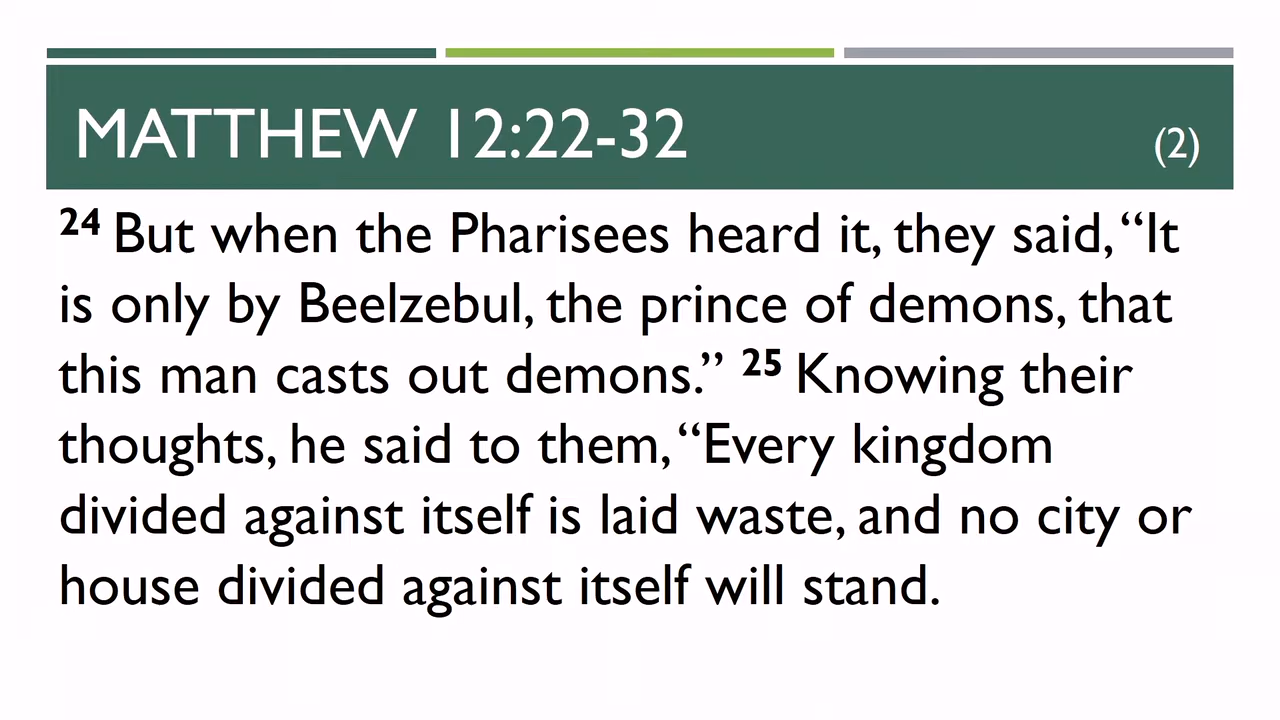 MATTHEW 12:22-32 (2)
24 But when the Pharisees heard it, they said, “It
is only by Beelzebul, the prince of demons, that
this man casts out demons.” 25 Knowing their
thoughts, he said to them, “Every kingdom
divided against itself is laid waste, and no city or
house divided against itself will stand.